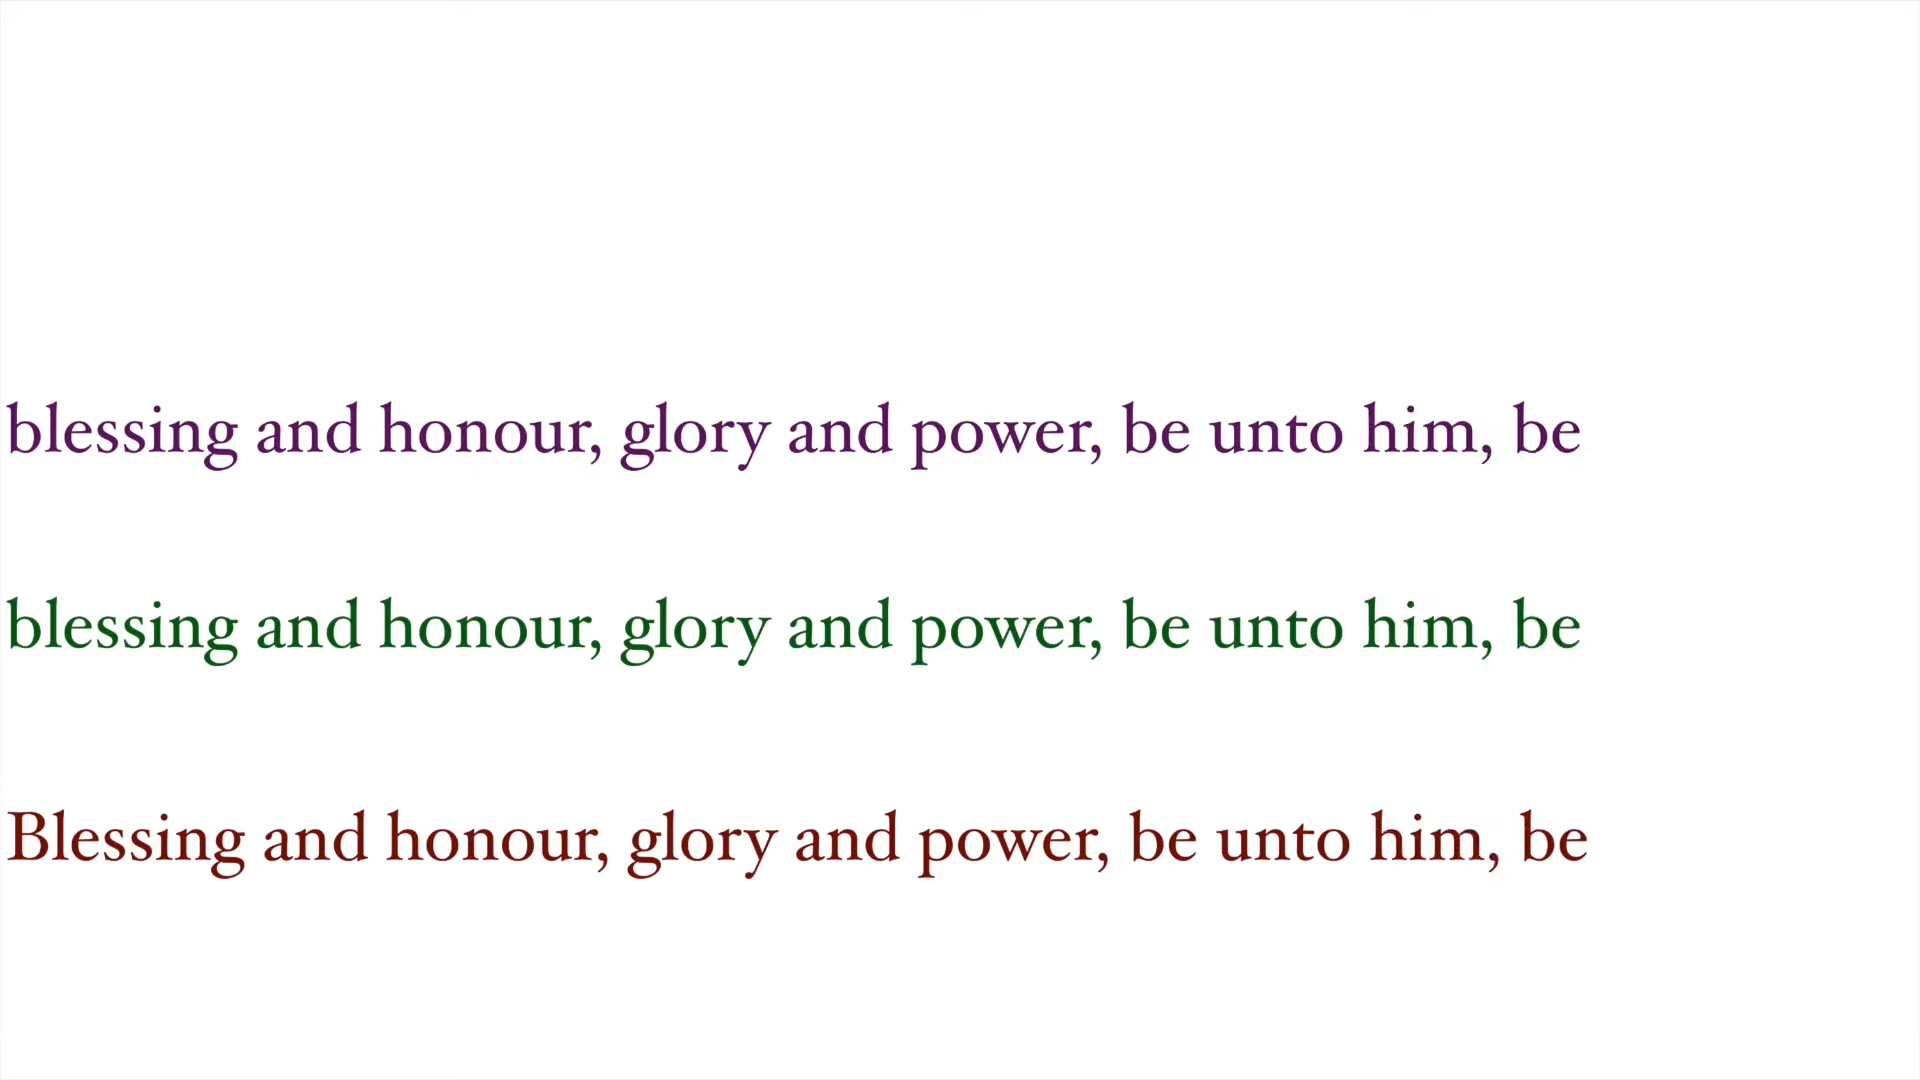 blessing and honour, glory and power, be unto him, be
blessing and honour, glory and power, be unto him, be
Blessing and honour, glory and power, be unto him, be